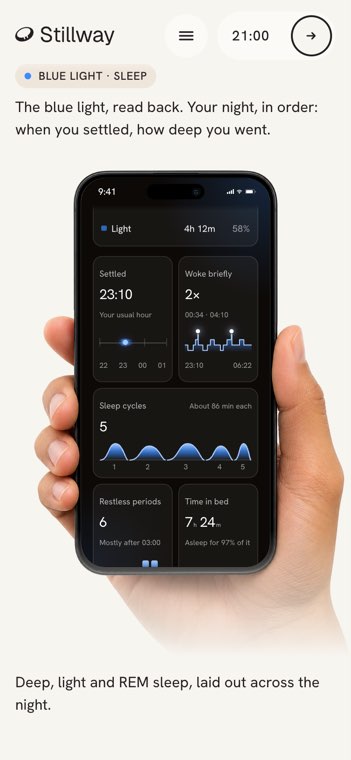 Stillway
21:00
BLUE LIGHT · SLEEP
The blue light, read back. Your night, in order:
when you settled, how deep you went.
9:41
Light 4h 12m 58%
Settled
23:10
Your usual hour
22 23 00 01
Woke briefly
2×
00:34 · 04:10
23:10 06:22
Sleep cycles About 86 min each
5
1 2 3 4 5
Restless periods
6
Mostly after 03:00
Time in bed
7h 24m
Asleep for 97% of it
Deep, light and REM sleep, laid out across the
night.